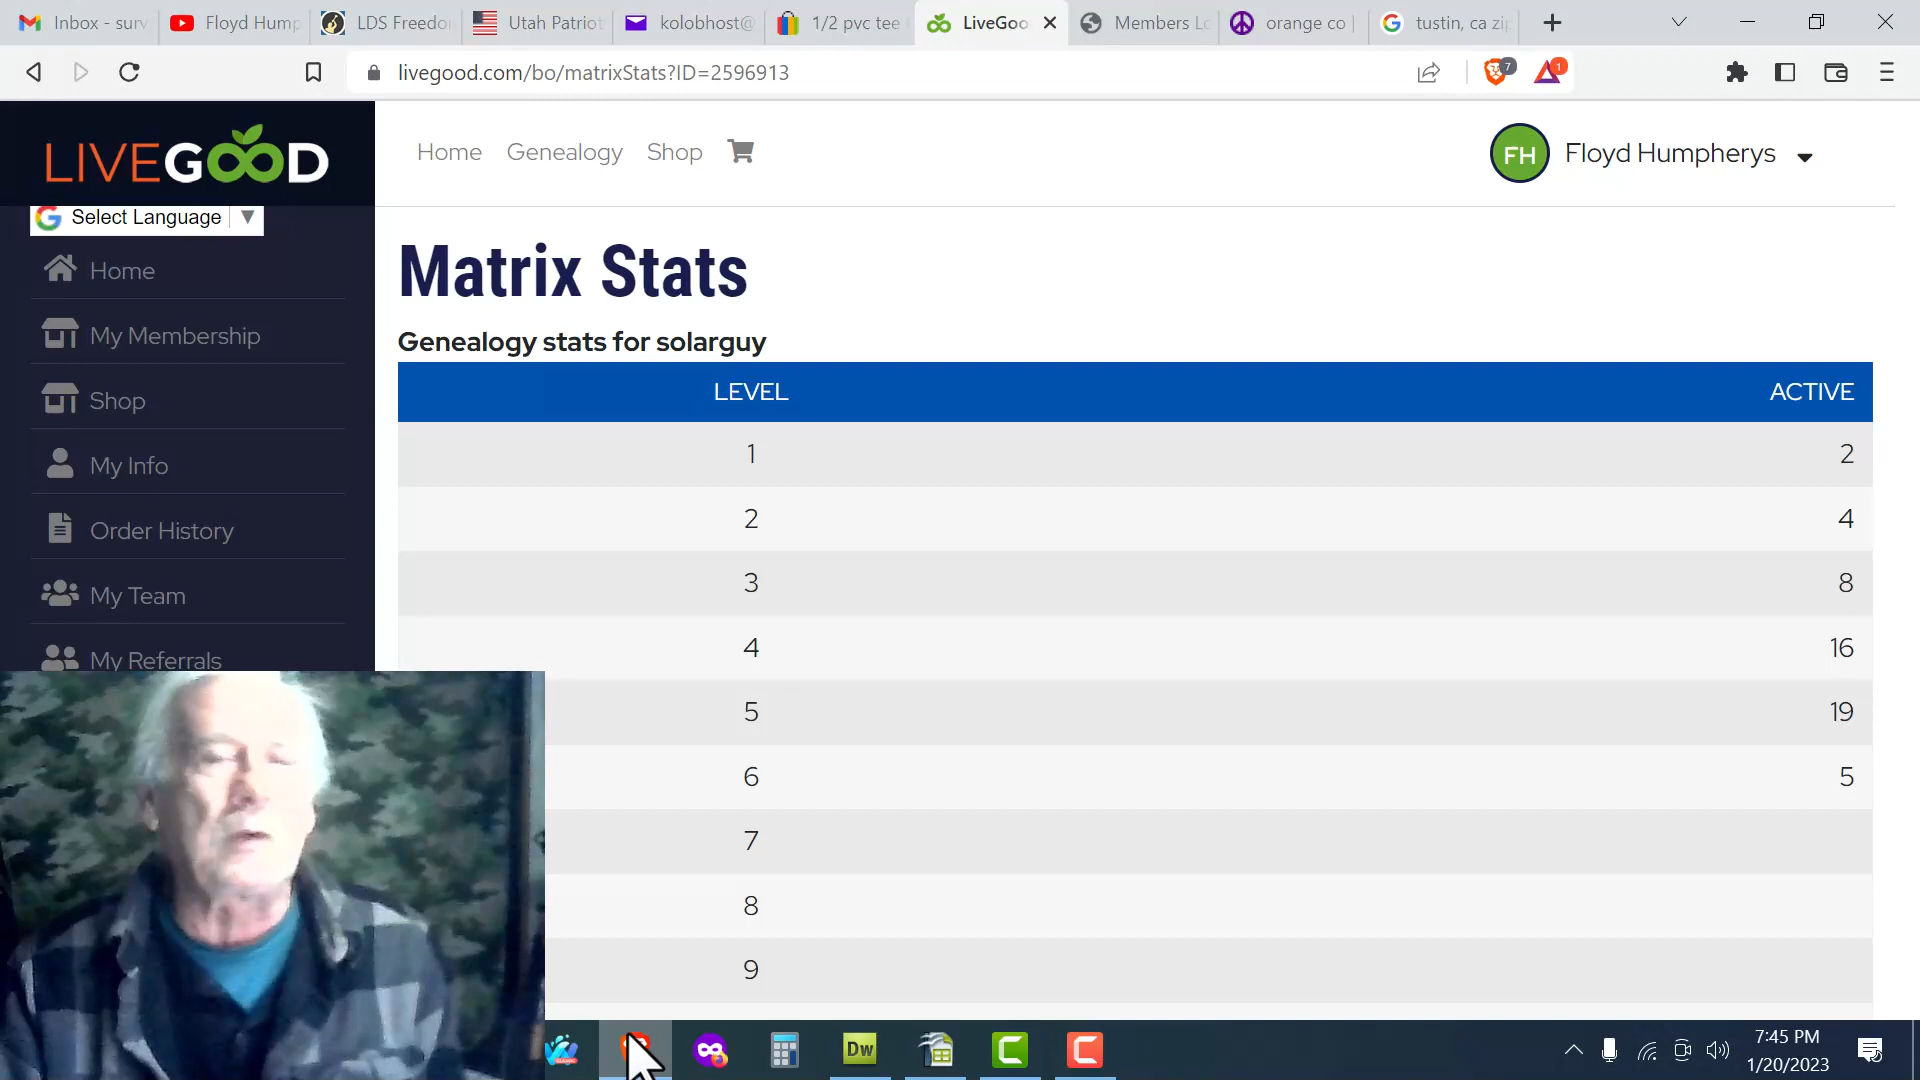 Inbox - surv
Floyd Hump
LDS Freedo
Utah Patriot
kolobhost@
1/2 pvc tee
LiveGoo
Members Lo
orange co |
tustin, ca zi
livegood.com/bo/matrixStats?ID=2596913
7
1
LIVEGOOD
Home
Genealogy
Shop
FH
Floyd Humpherys
G Select Language ▼
Home
My Membership
Shop
My Info
Order History
My Team
My Referrals
Matrix Stats
Genealogy stats for solarguy
LEVEL ACTIVE
1 2
2 4
3 8
4 16
5 19
6 5
7
8
9
Dw
C
C
7:45 PM
1/20/2023